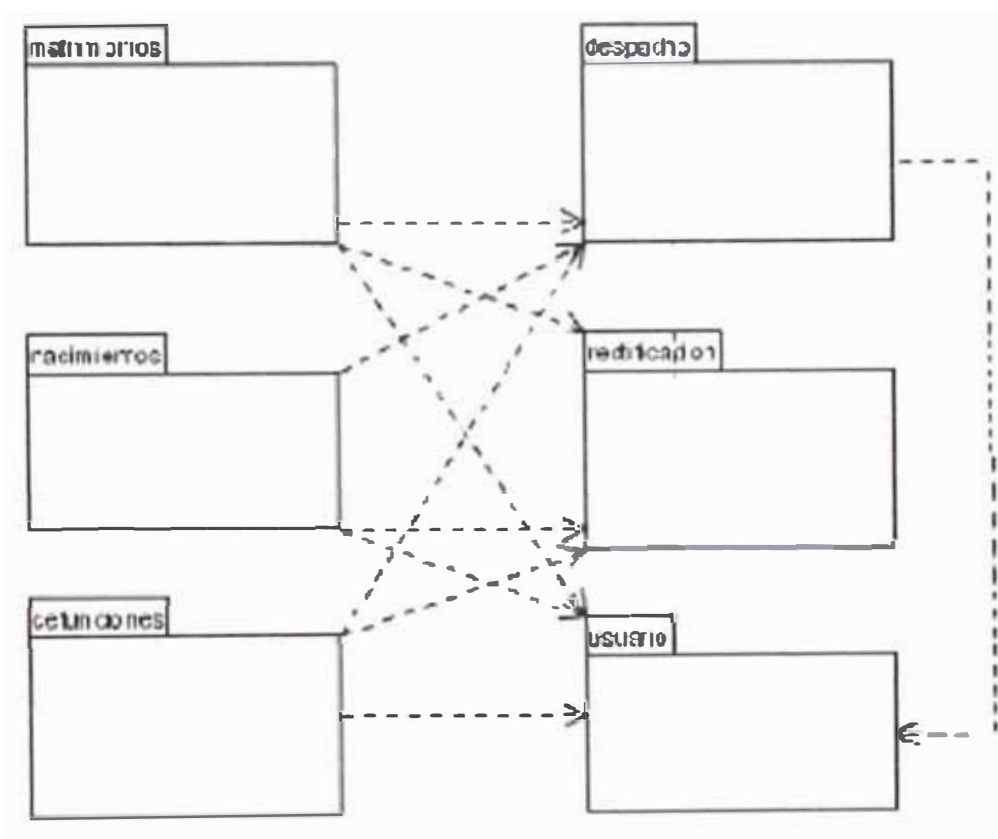 matrimonios
despacho
nacimientos
rectificacion
defunciones
usuario